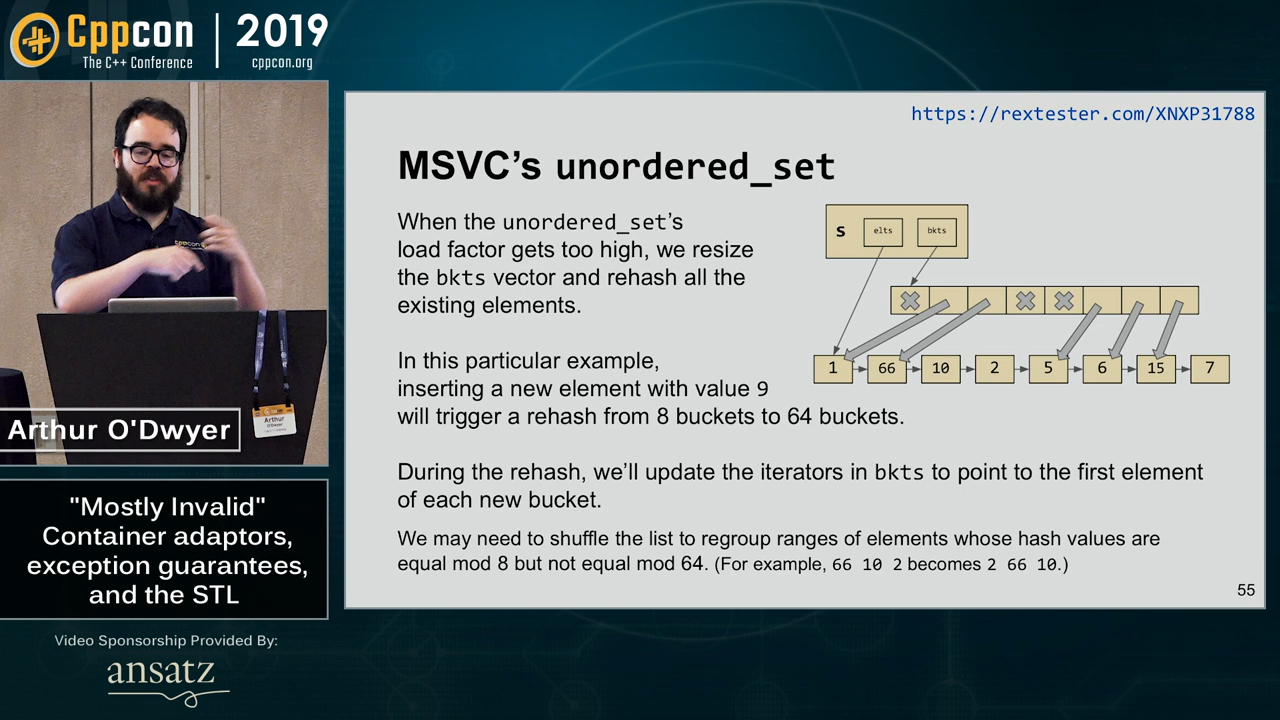 Cppcon
The C++ Conference
2019
cppcon.org
https://rextester.com/XNXP31788
MSVC's unordered_set
When the unordered_set's
load factor gets too high, we resize
the bkts vector and rehash all the
existing elements.
In this particular example,
inserting a new element with value 9
will trigger a rehash from 8 buckets to 64 buckets.
During the rehash, we'll update the iterators in bkts to point to the first element
of each new bucket.
We may need to shuffle the list to regroup ranges of elements whose hash values are
equal mod 8 but not equal mod 64. (For example, 66 10 2 becomes 2 66 10.)
s elts bkts
1 66 10 2 5 6 15 7
55
cppcon
Arthur
O'Dwyer
Arthur O'Dwyer
"Mostly Invalid"
Container adaptors,
exception guarantees,
and the STL
Video Sponsorship Provided By:
ansatz